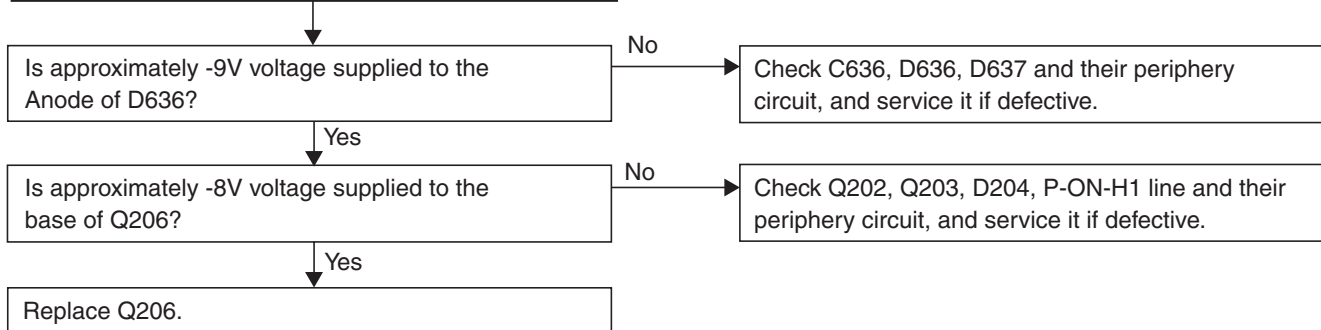 Is approximately -9V voltage supplied to the
Anode of D636?
No
Check C636, D636, D637 and their periphery
circuit, and service it if defective.
Yes
Is approximately -8V voltage supplied to the
base of Q206?
No
Check Q202, Q203, D204, P-ON-H1 line and their
periphery circuit, and service it if defective.
Yes
Replace Q206.